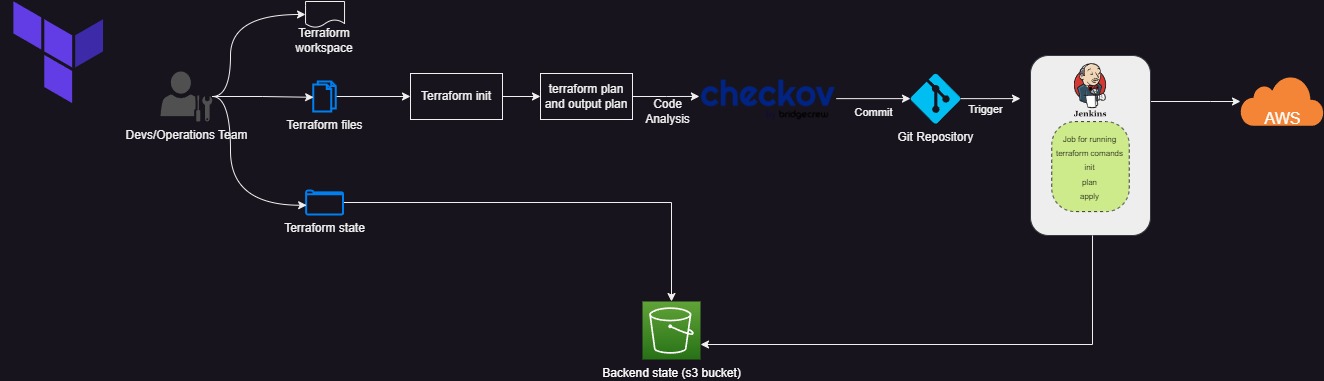 Terraform
workspace
Devs/Operations Team
Terraform files
Terraform init
terraform plan
and output plan
Code
Analysis
checkov
by bridgecrew
Commit
Git Repository
Trigger
Jenkins
Job for running
terraform comands
init
plan
apply
AWS
Terraform state
Backend state (s3 bucket)